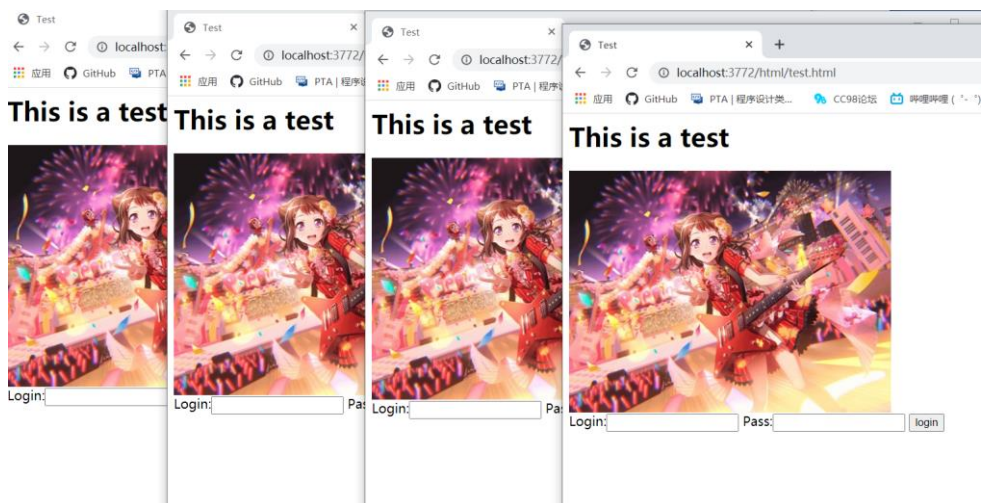 Test
localhost:
应用 GitHub PTA
This is a test
Login:
Test
localhost:3772/
应用 GitHub PTA | 程序设
This is a test
Login: Pas
Test
localhost:3772/
应用 GitHub PTA | 程序设
This is a test
Login: Pa
Test
localhost:3772/html/test.html
应用 GitHub PTA | 程序设计类... CC98论坛 哔哩哔哩 ( ゜- ゜)
This is a test
Login: Pass: login